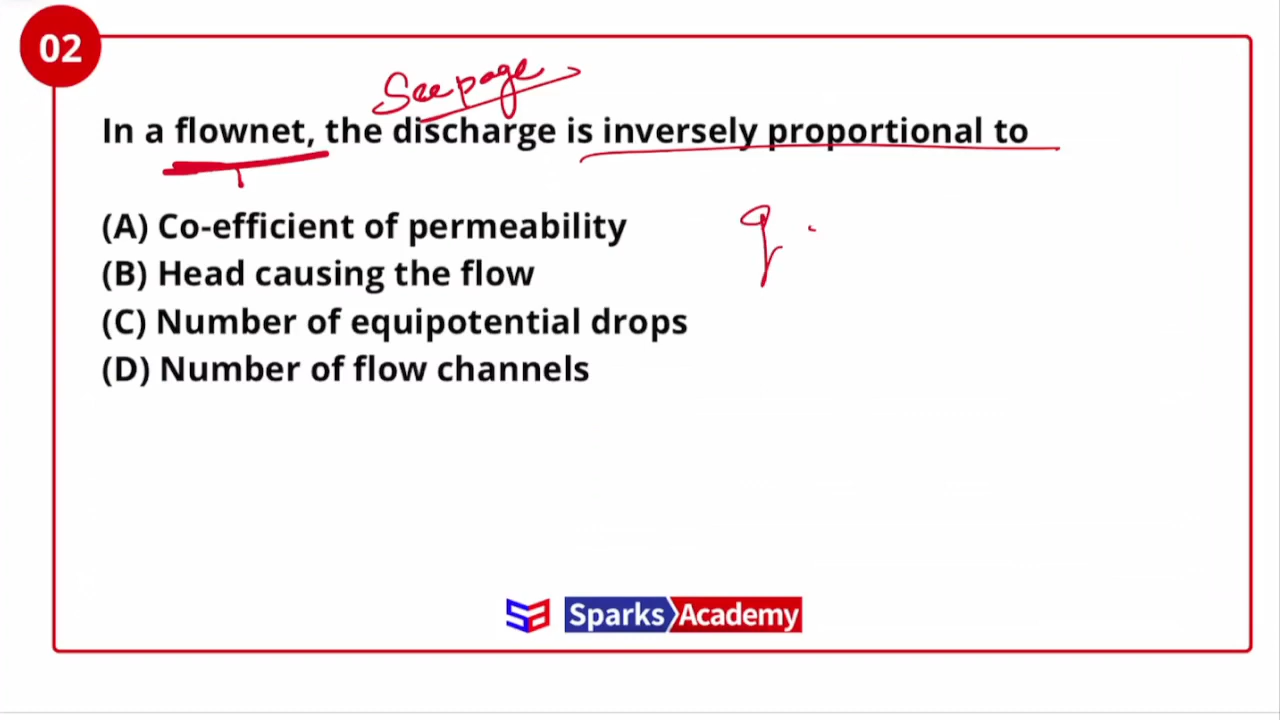 02
Seepage
In a flownet, the discharge is inversely proportional to
(A) Co-efficient of permeability
q
(B) Head causing the flow
(C) Number of equipotential drops
(D) Number of flow channels
Sparks Academy